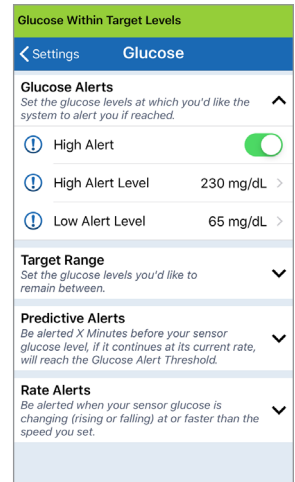 Glucose Within Target Levels
Settings Glucose
Glucose Alerts
Set the glucose levels at which you'd like the
system to alert you if reached.
High Alert
High Alert Level 230 mg/dL
Low Alert Level 65 mg/dL
Target Range
Set the glucose levels you'd like to
remain between.
Predictive Alerts
Be alerted X Minutes before your sensor
glucose level, if it continues at its current rate,
will reach the Glucose Alert Threshold.
Rate Alerts
Be alerted when your sensor glucose is
changing (rising or falling) at or faster than the
speed you set.